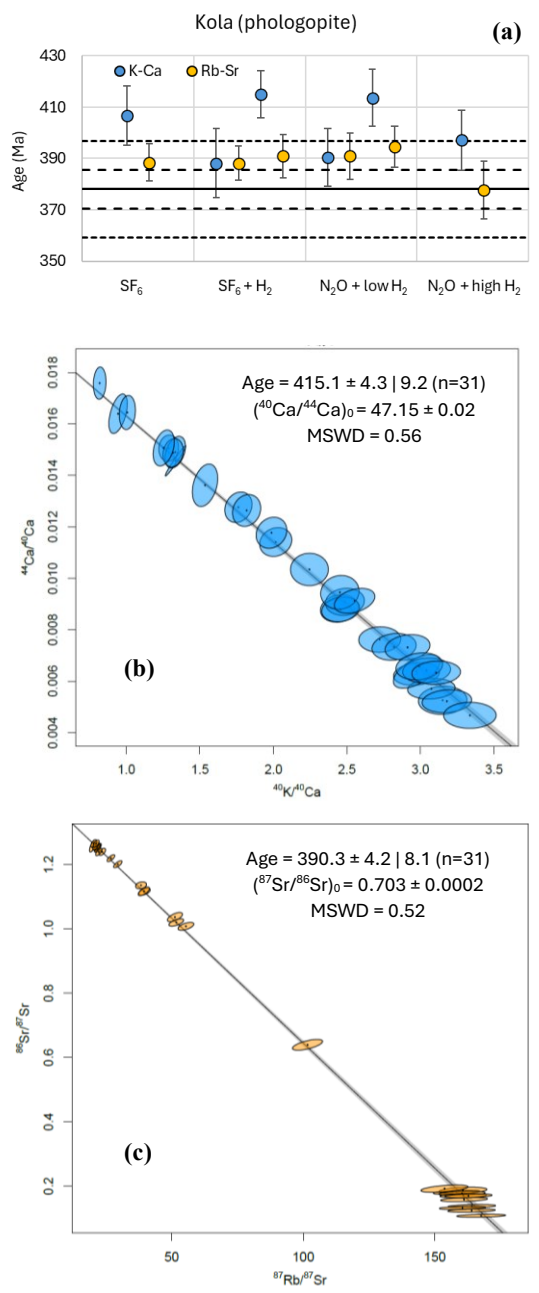 Kola (phologopite)
(a)
430
K-Ca
Rb-Sr
410
390
370
350
Age (Ma)
SF₆
SF₆ + H₂
N₂O + low H₂
N₂O + high H₂
0.018
0.016
0.014
0.012
0.010
0.008
0.006
0.004
⁴⁴Ca/⁴⁰Ca
Age = 415.1 ± 4.3 | 9.2 (n=31)
(⁴⁰Ca/⁴⁴Ca)₀ = 47.15 ± 0.02
MSWD = 0.56
(b)
1.0
1.5
2.0
2.5
3.0
3.5
⁴⁰K/⁴⁰Ca
1.2
1.0
0.8
0.6
0.4
0.2
⁸⁶Sr/⁸⁷Sr
Age = 390.3 ± 4.2 | 8.1 (n=31)
(⁸⁷Sr/⁸⁶Sr)₀ = 0.703 ± 0.0002
MSWD = 0.52
(c)
50
100
150
⁸⁷Rb/⁸⁷Sr